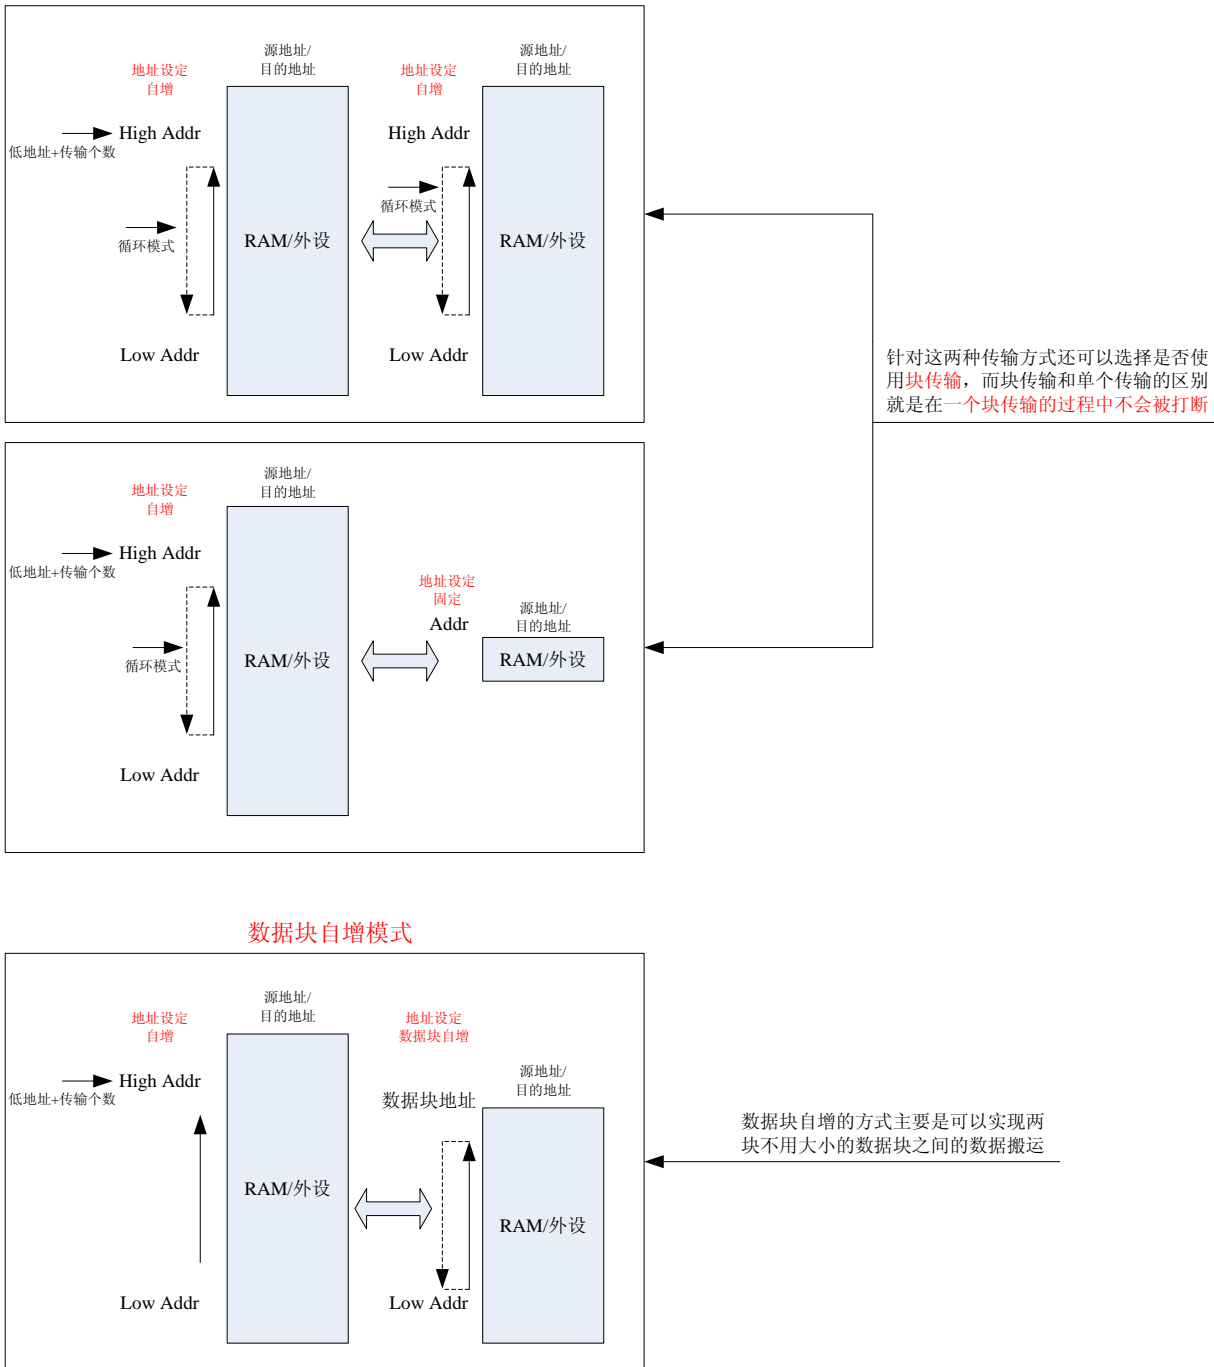 源地址/
目的地址
源地址/
目的地址
地址设定
自增
地址设定
自增
High Addr
High Addr
低地址+传输个数
循环模式
循环模式
RAM/外设
RAM/外设
Low Addr
Low Addr
针对这两种传输方式还可以选择是否使
用块传输，而块传输和单个传输的区别
就是在一个块传输的过程中不会被打断
源地址/
目的地址
地址设定
自增
High Addr
低地址+传输个数
地址设定
固定
Addr
源地址/
目的地址
循环模式
RAM/外设
RAM/外设
Low Addr
数据块自增模式
源地址/
目的地址
地址设定
自增
地址设定
数据块自增
High Addr
低地址+传输个数
数据块地址
源地址/
目的地址
数据块自增的方式主要是可以实现两
块不用大小的数据块之间的数据搬运
RAM/外设
RAM/外设
Low Addr
Low Addr